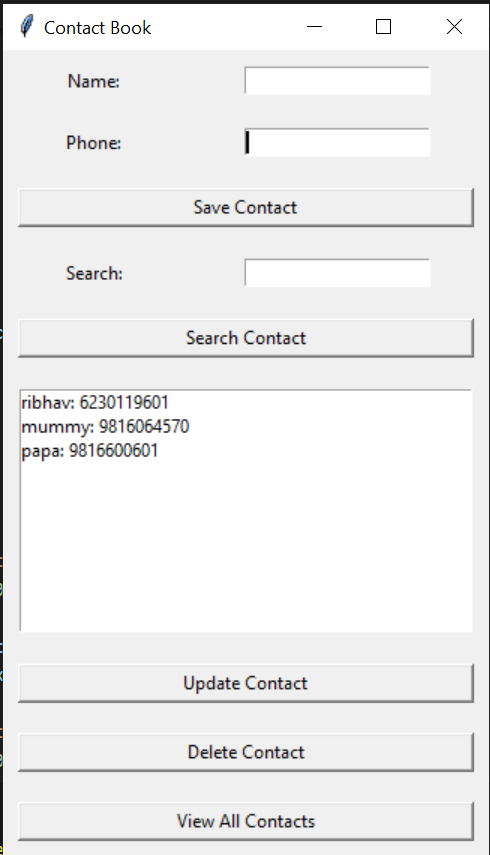 Contact Book
Name:
Phone:
Save Contact
Search:
Search Contact
ribhav: 6230119601
mummy: 9816064570
papa: 9816600601
Update Contact
Delete Contact
View All Contacts